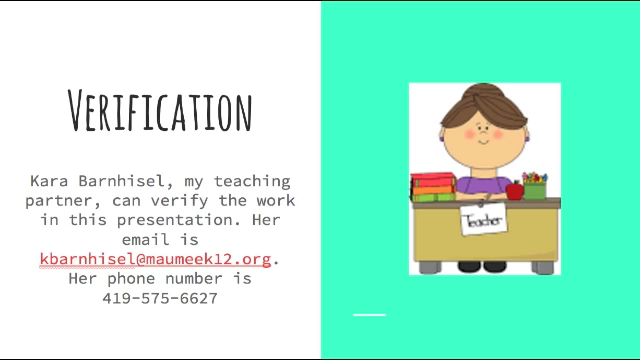 Verification
Kara Barnhisel, my teaching
partner, can verify the work
in this presentation. Her
email is
kbarnhisel@maumeek12.org.
Her phone number is
419-575-6627
Teacher